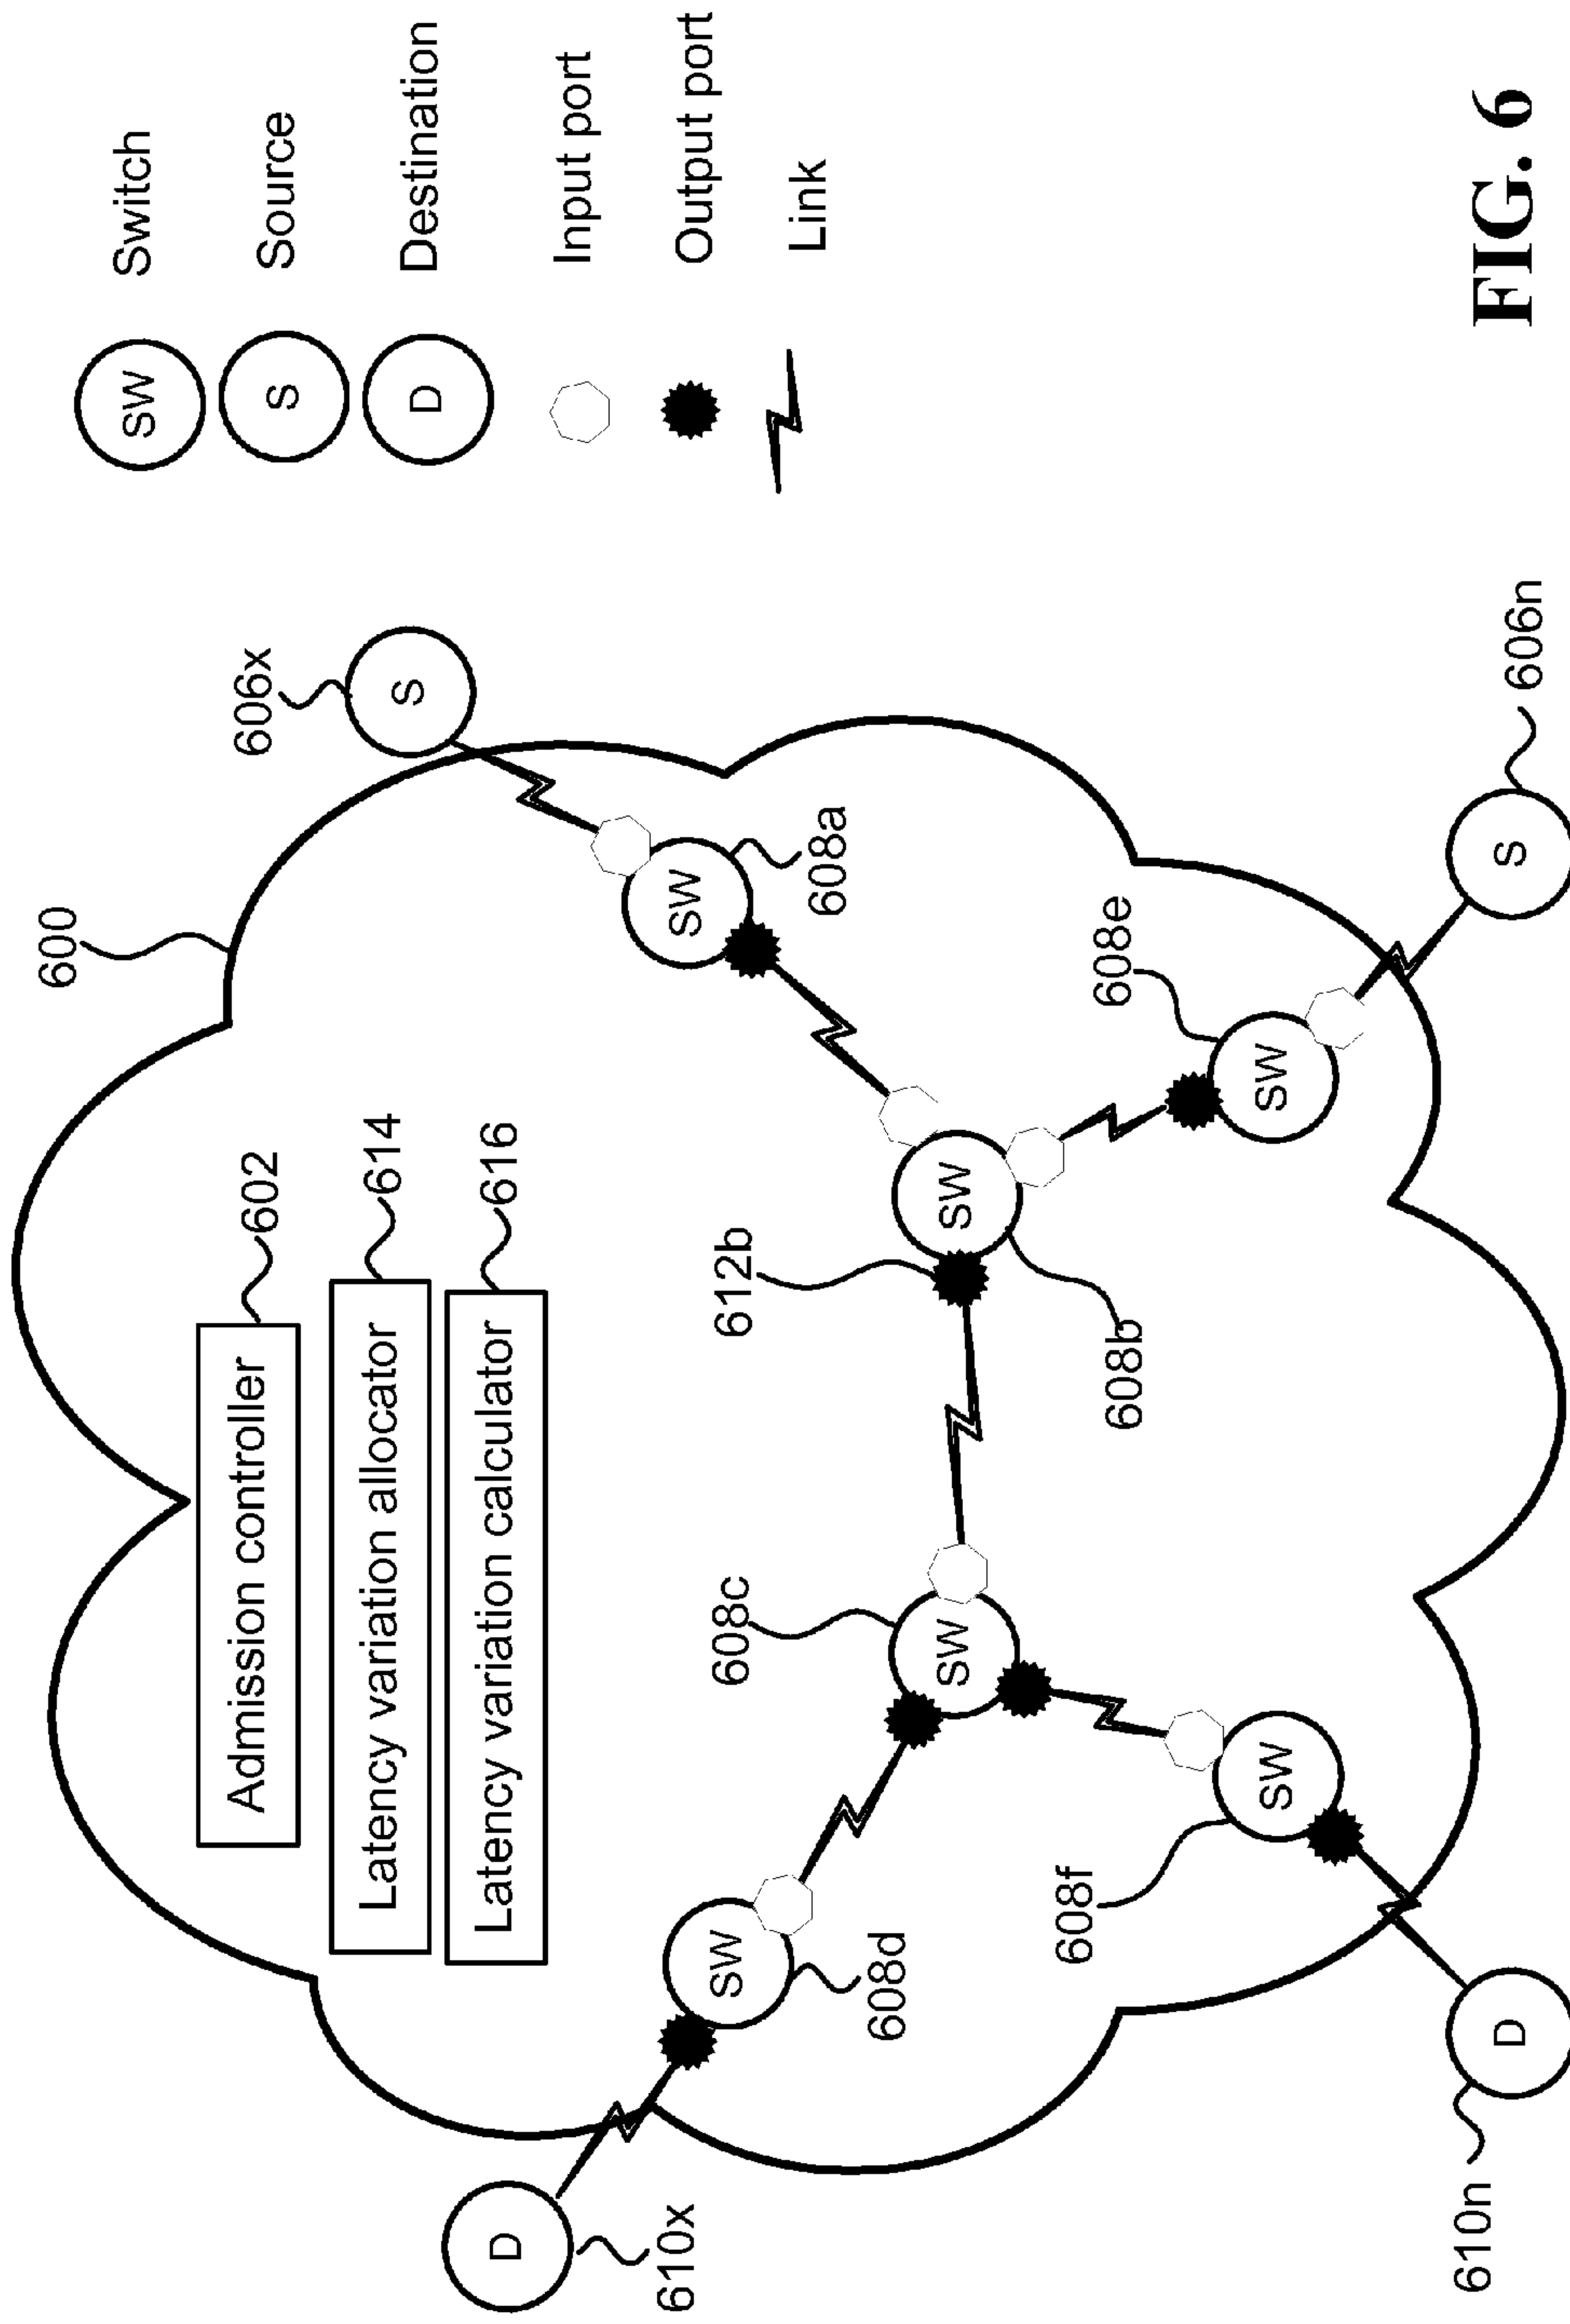 600
606x
S
Admission controller
602
Latency variation allocator
614
Latency variation calculator
616
SW
608a
D
610x
SW
608d
608c
SW
612b
SW
608b
608e
SW
608f
SW
610n
D
S
606n
SW
Switch
S
Source
D
Destination
Input port
Output port
Link
FIG. 6